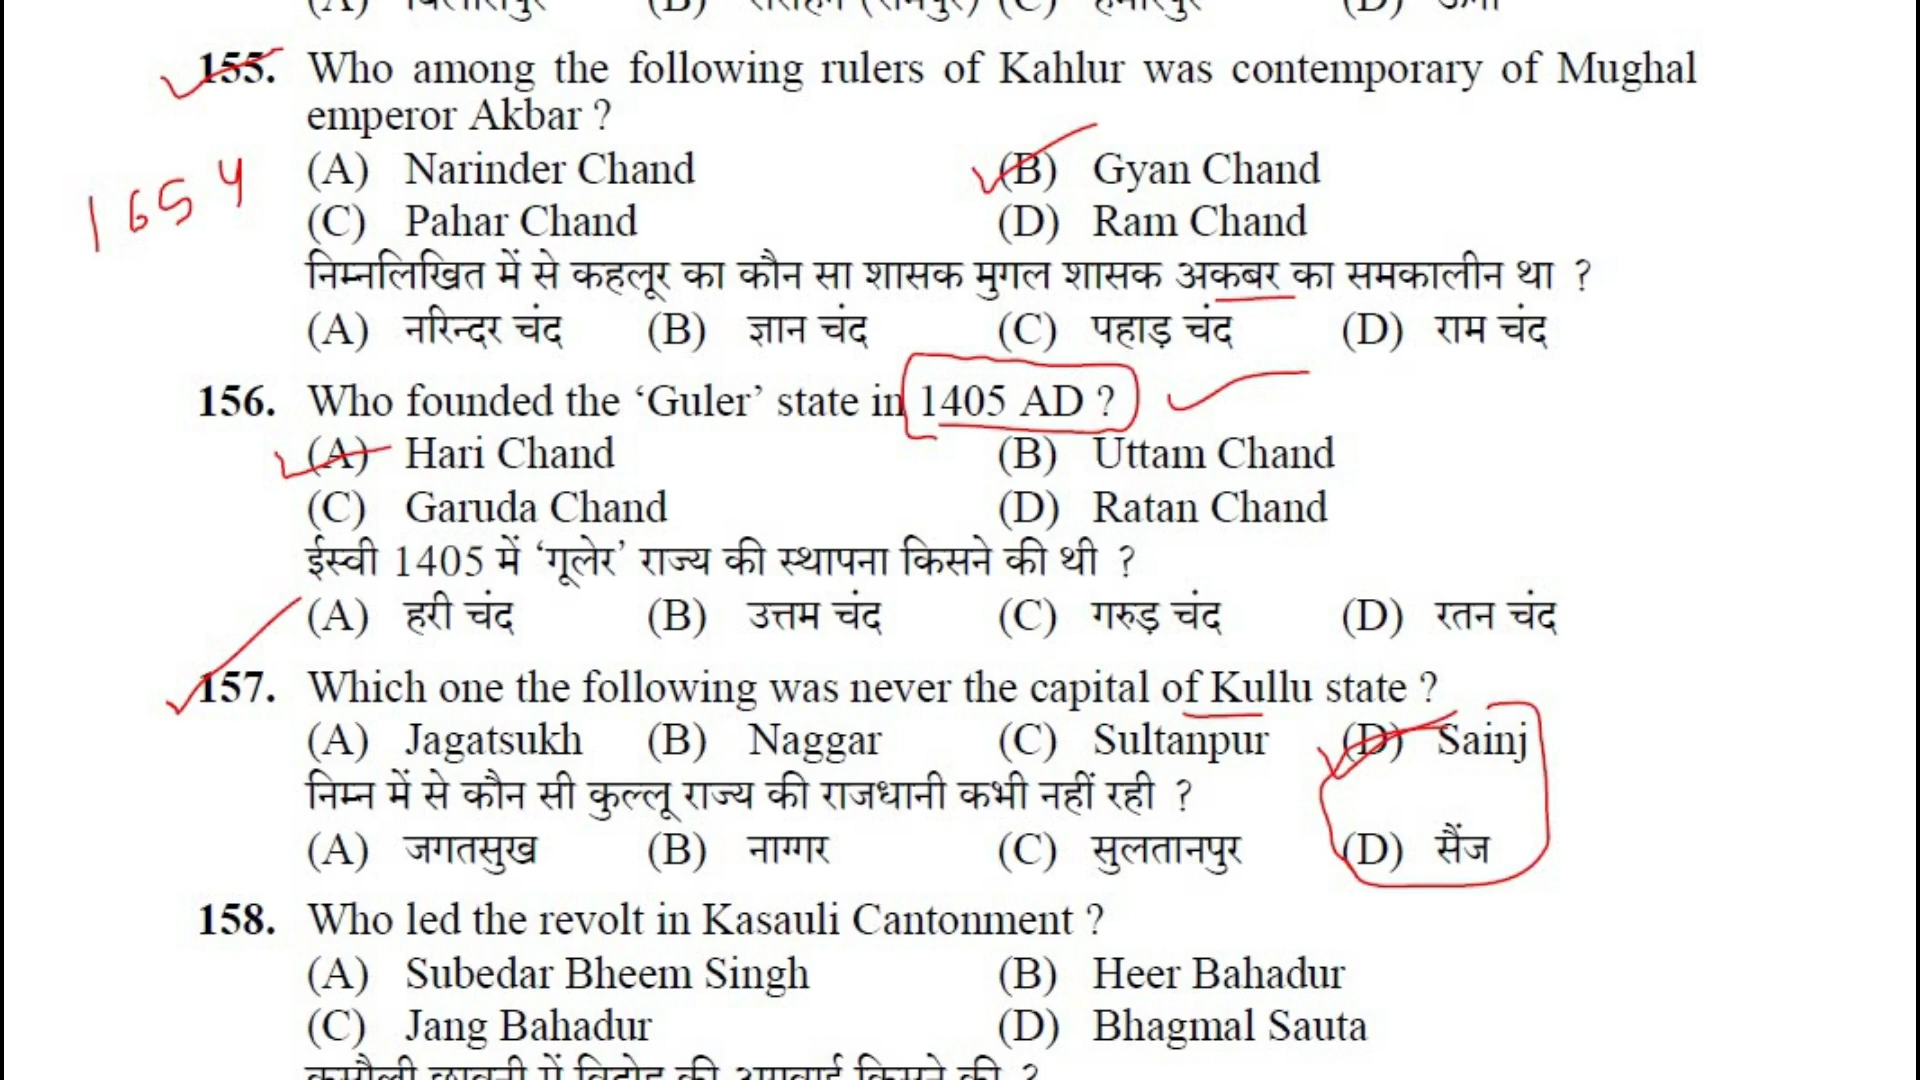 155. Who among the following rulers of Kahlur was contemporary of Mughal
emperor Akbar ?
1654
(A) Narinder Chand (B) Gyan Chand
(C) Pahar Chand (D) Ram Chand
निम्नलिखित में से कहलूर का कौन सा शासक मुगल शासक अकबर का समकालीन था ?
(A) नरिन्दर चंद (B) ज्ञान चंद (C) पहाड़ चंद (D) राम चंद
156. Who founded the ‘Guler’ state in 1405 AD ?
(A) Hari Chand (B) Uttam Chand
(C) Garuda Chand (D) Ratan Chand
ईस्वी 1405 में ‘गूलेर’ राज्य की स्थापना किसने की थी ?
(A) हरी चंद (B) उत्तम चंद (C) गरुड़ चंद (D) रतन चंद
157. Which one the following was never the capital of Kullu state ?
(A) Jagatsukh (B) Naggar (C) Sultanpur (D) Sainj
निम्न में से कौन सी कुल्लू राज्य की राजधानी कभी नहीं रही ?
(A) जगतसुख (B) नाग्गर (C) सुलतानपुर (D) सैंज
158. Who led the revolt in Kasauli Cantonment ?
(A) Subedar Bheem Singh (B) Heer Bahadur
(C) Jang Bahadur (D) Bhagmal Sauta